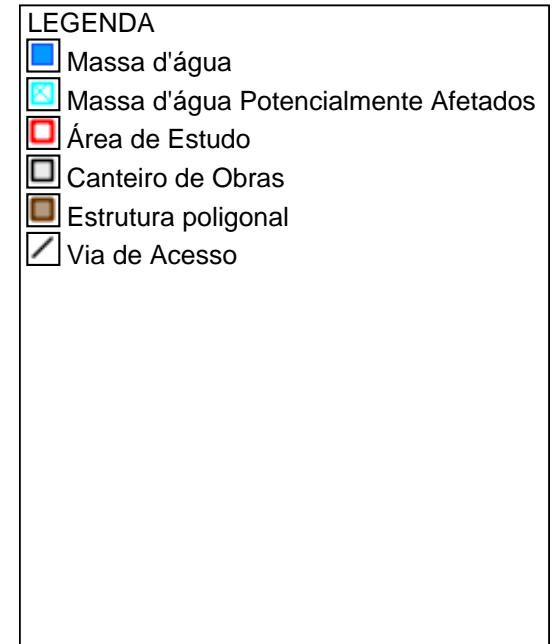 LEGENDA
Massa d'água
Massa d'água Potencialmente Afetados
Área de Estudo
Canteiro de Obras
Estrutura poligonal
Via de Acesso